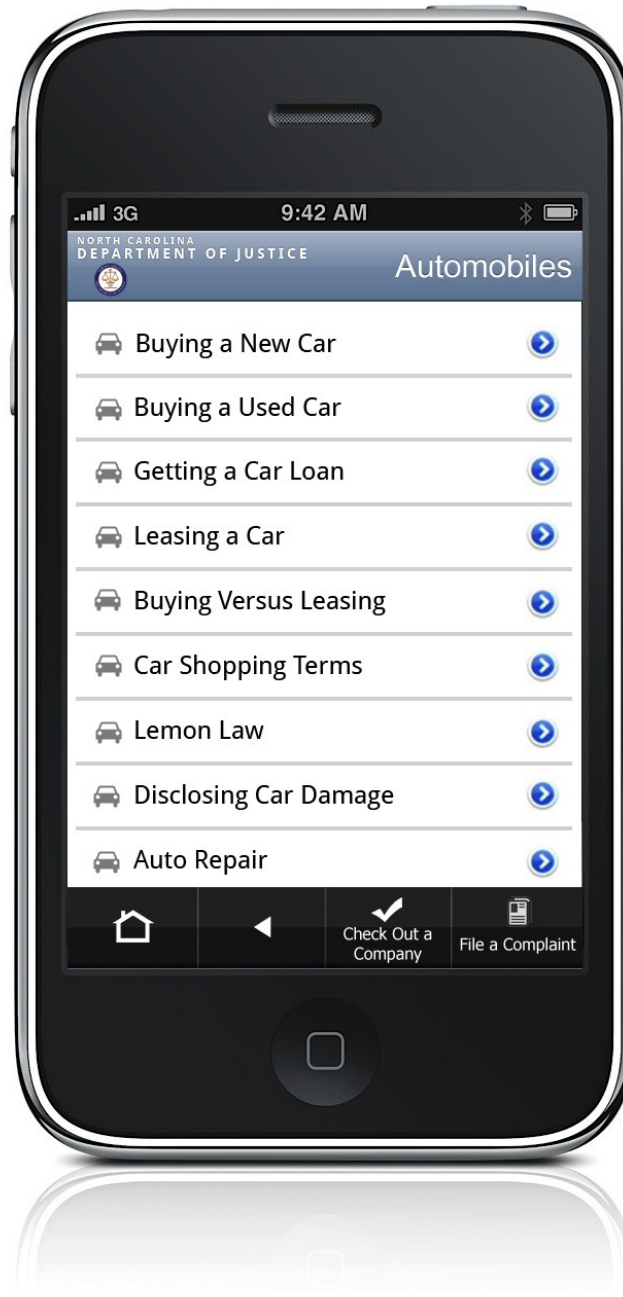 3G 9:42 AM
NORTH CAROLINA
DEPARTMENT OF JUSTICE
Automobiles
Buying a New Car
Buying a Used Car
Getting a Car Loan
Leasing a Car
Buying Versus Leasing
Car Shopping Terms
Lemon Law
Disclosing Car Damage
Auto Repair
Check Out a
Company
File a Complaint